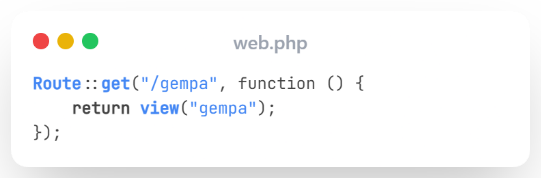 web.php
Route::get("/gempa", function () {
    return view("gempa");
});